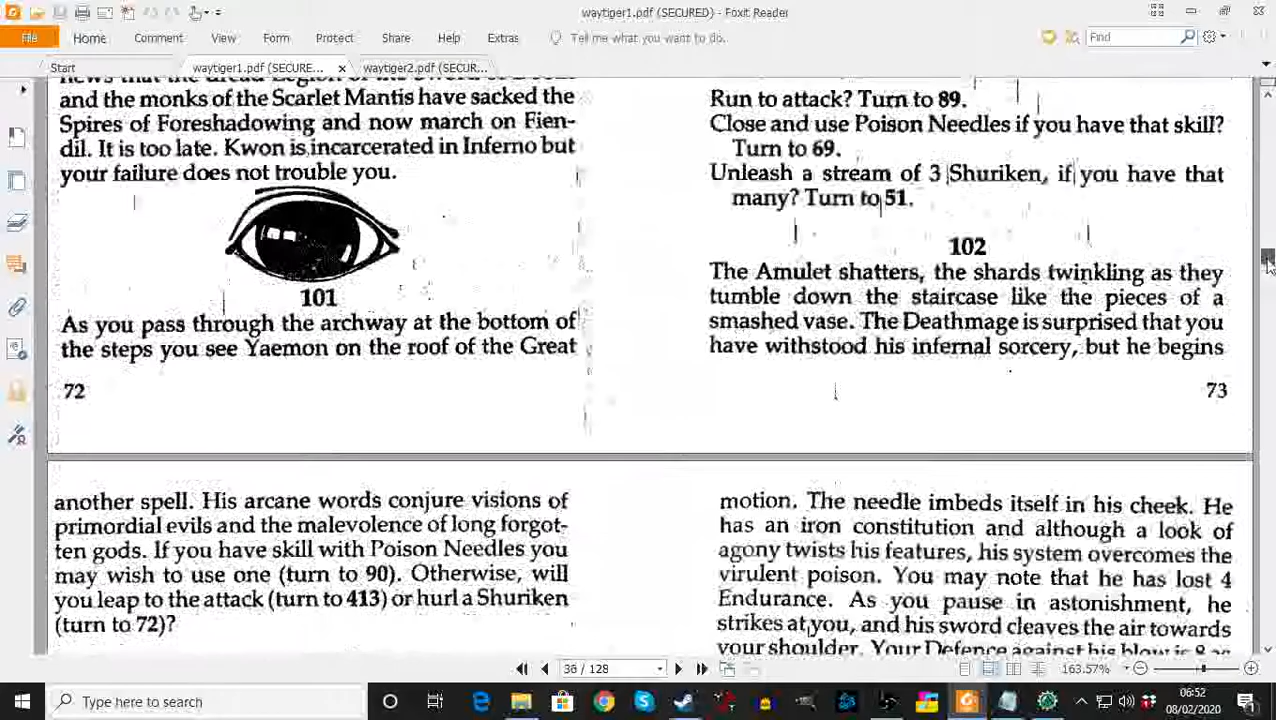 waytiger1.pdf (SECURED) - Foxit Reader
File
Home
Comment
View
Form
Protect
Share
Help
Extras
Tell me what you want to do.
Find
Start
waytiger1.pdf (SECURE...
waytiger2.pdf (SECUR...
and the monks of the Scarlet Mantis have sacked the
Spires of Foreshadowing and now march on Fien-
dil. It is too late. Kwon is incarcerated in Inferno but
your failure does not trouble you.
101
As you pass through the archway at the bottom of
the steps you see Yaemon on the roof of the Great
72
Run to attack? Turn to 89.
Close and use Poison Needles if you have that skill?
Turn to 69.
Unleash a stream of 3 Shuriken, if you have that
many? Turn to 51.
102
The Amulet shatters, the shards twinkling as they
tumble down the staircase like the pieces of a
smashed vase. The Deathmage is surprised that you
have withstood his infernal sorcery, but he begins
73
another spell. His arcane words conjure visions of
primordial evils and the malevolence of long forgot-
ten gods. If you have skill with Poison Needles you
may wish to use one (turn to 90). Otherwise, will
you leap to the attack (turn to 413) or hurl a Shuriken
(turn to 72)?
motion. The needle imbeds itself in his cheek. He
has an iron constitution and although a look of
agony twists his features, his system overcomes the
virulent poison. You may note that he has lost 4
Endurance. As you pause in astonishment, he
strikes at you, and his sword cleaves the air towards
your shoulder. Your Defence against his blow is
36 / 128
163.57%
Type here to search
06:52
08/02/2020